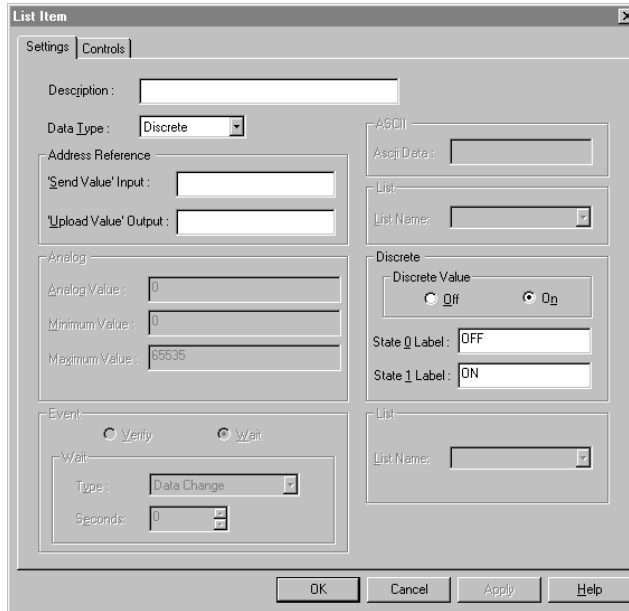 List Item
Settings
Controls
Description :
Data Type :
Discrete
Address Reference
'Send Value' Input :
'Upload Value' Output :
ASCII
Ascii Data :
List
List Name:
Analog
Analog Value :
0
Minimum Value :
0
Maximum Value :
65535
Discrete
Discrete Value
Off
On
State 0 Label :
OFF
State 1 Label :
ON
Event
Verify
Wait
Wait
Type :
Data Change
Seconds:
0
List
List Name:
OK
Cancel
Apply
Help